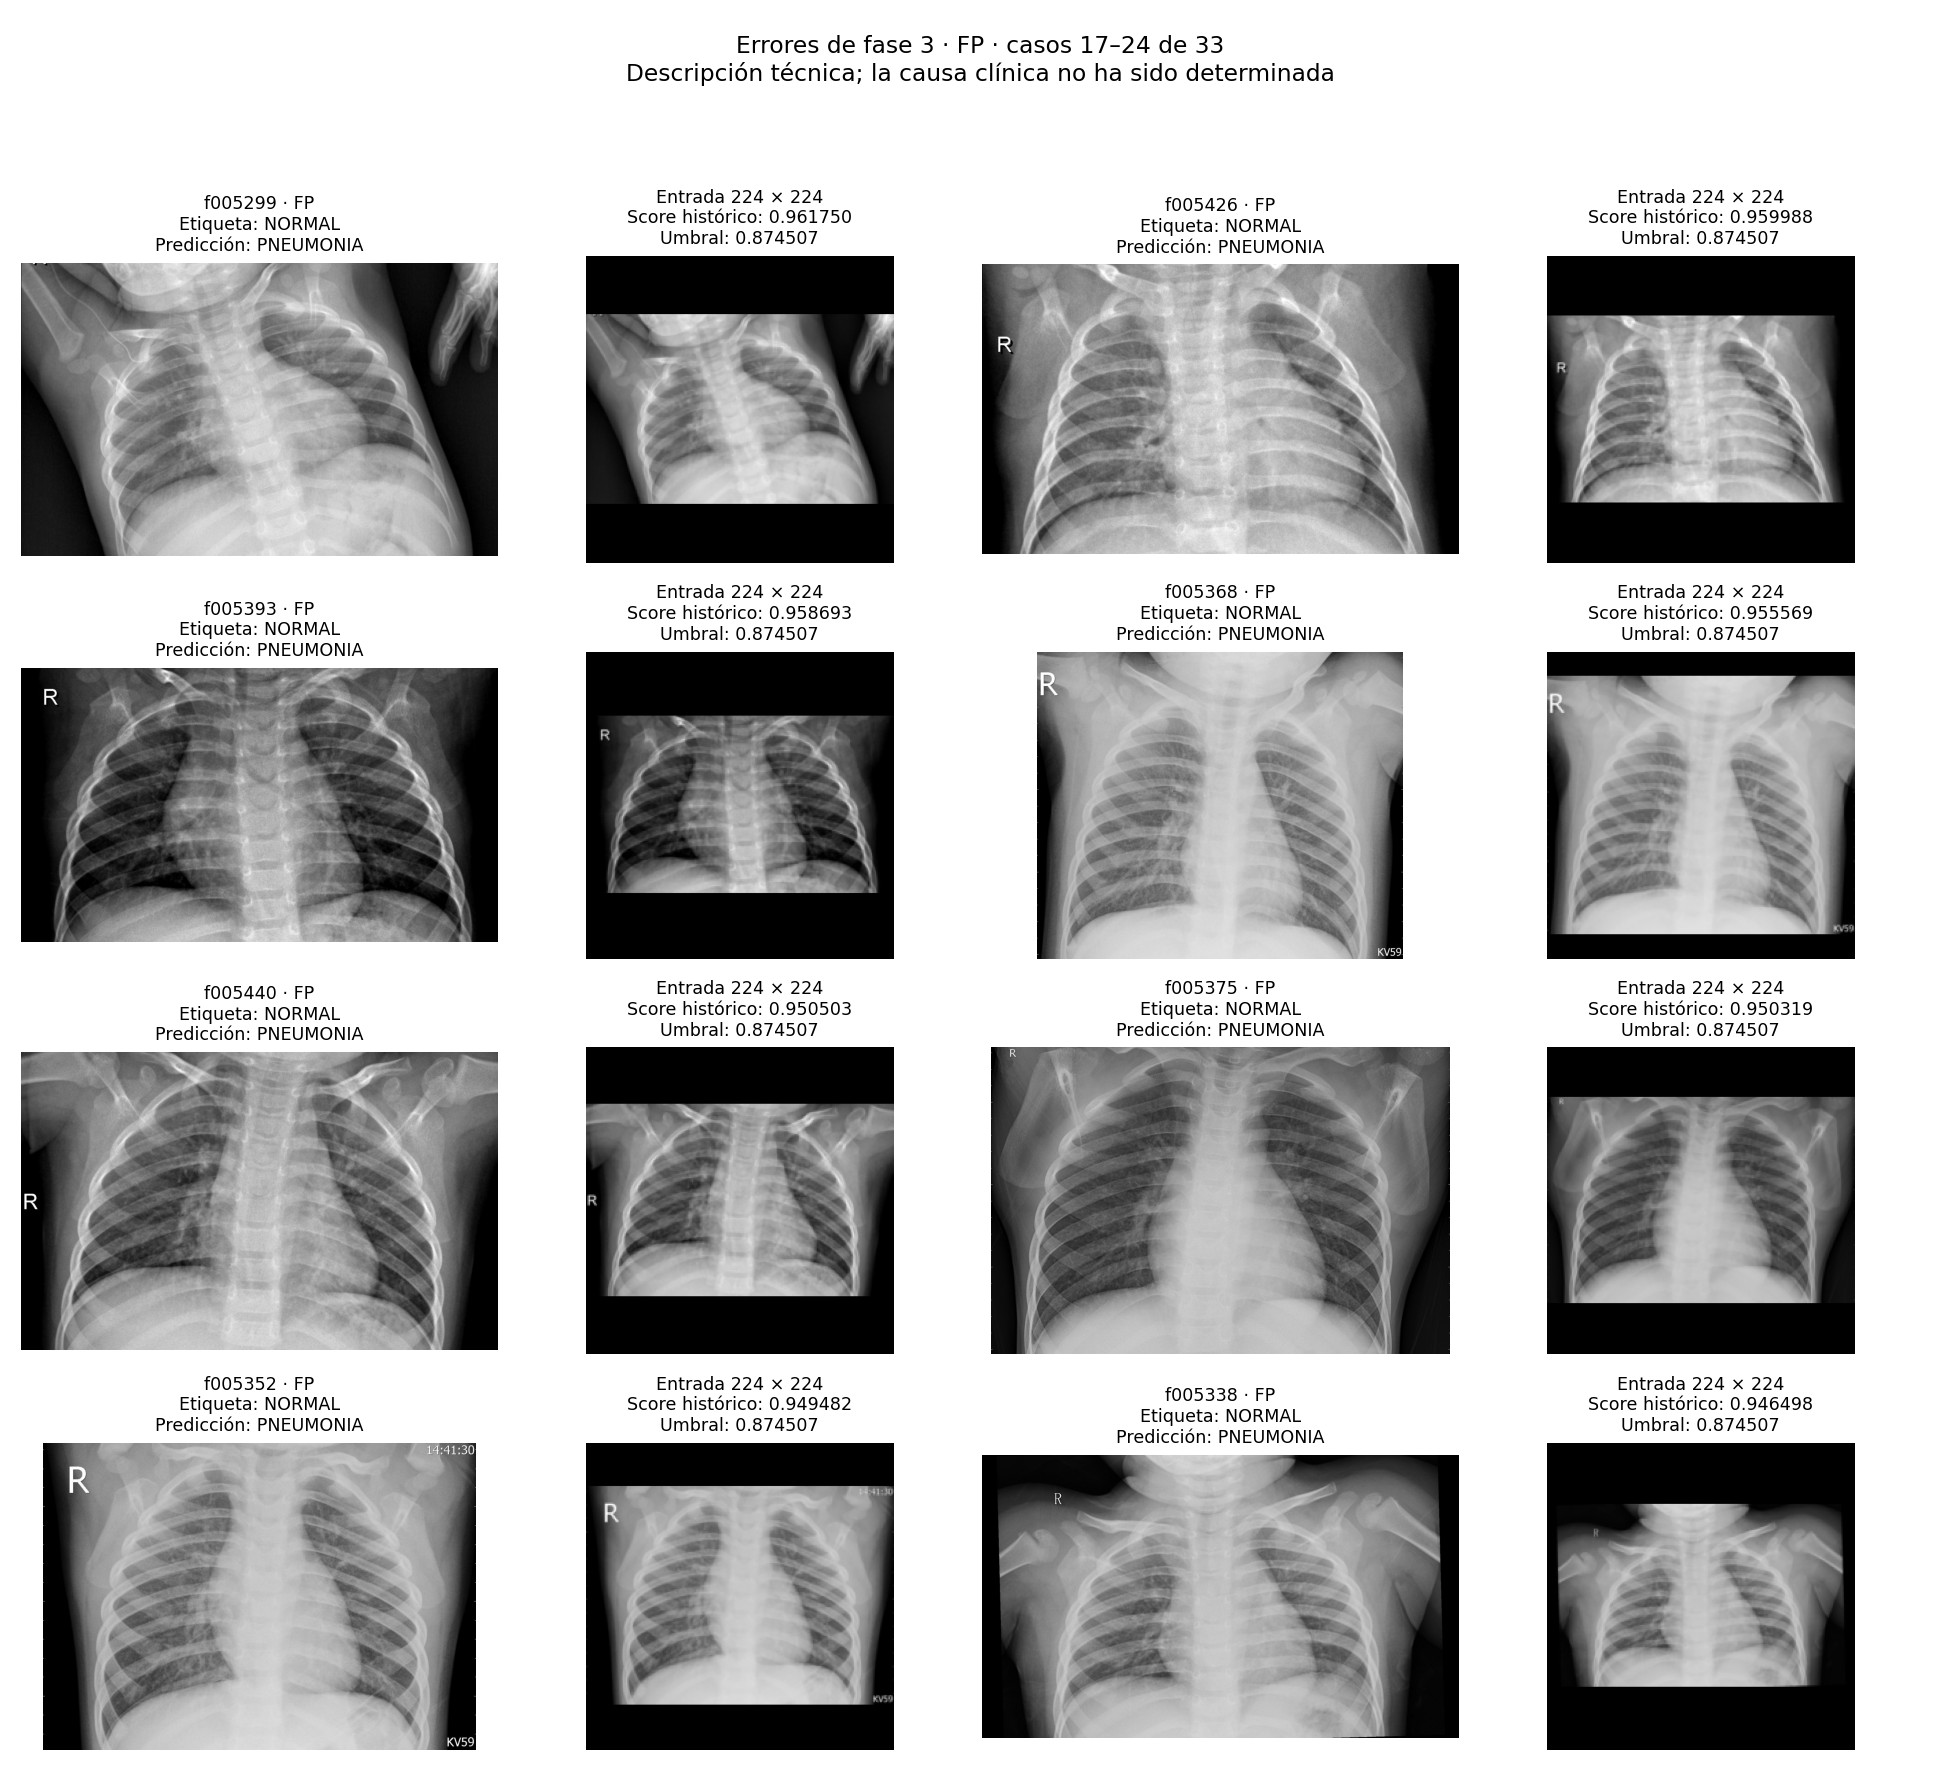 Errores de fase 3 · FP · casos 17–24 de 33
Descripción técnica; la causa clínica no ha sido determinada
f005299 · FP
Etiqueta: NORMAL
Predicción: PNEUMONIA
Entrada 224 × 224
Score histórico: 0.961750
Umbral: 0.874507
f005426 · FP
Etiqueta: NORMAL
Predicción: PNEUMONIA
R
Entrada 224 × 224
Score histórico: 0.959988
Umbral: 0.874507
R
f005393 · FP
Etiqueta: NORMAL
Predicción: PNEUMONIA
R
Entrada 224 × 224
Score histórico: 0.958693
Umbral: 0.874507
R
f005368 · FP
Etiqueta: NORMAL
Predicción: PNEUMONIA
R
KV59
Entrada 224 × 224
Score histórico: 0.955569
Umbral: 0.874507
R
KV59
f005440 · FP
Etiqueta: NORMAL
Predicción: PNEUMONIA
R
Entrada 224 × 224
Score histórico: 0.950503
Umbral: 0.874507
R
f005375 · FP
Etiqueta: NORMAL
Predicción: PNEUMONIA
R
Entrada 224 × 224
Score histórico: 0.950319
Umbral: 0.874507
R
f005352 · FP
Etiqueta: NORMAL
Predicción: PNEUMONIA
14:41:30
R
KV59
Entrada 224 × 224
Score histórico: 0.949482
Umbral: 0.874507
14:41:30
R
KV59
f005338 · FP
Etiqueta: NORMAL
Predicción: PNEUMONIA
R
Entrada 224 × 224
Score histórico: 0.946498
Umbral: 0.874507
R